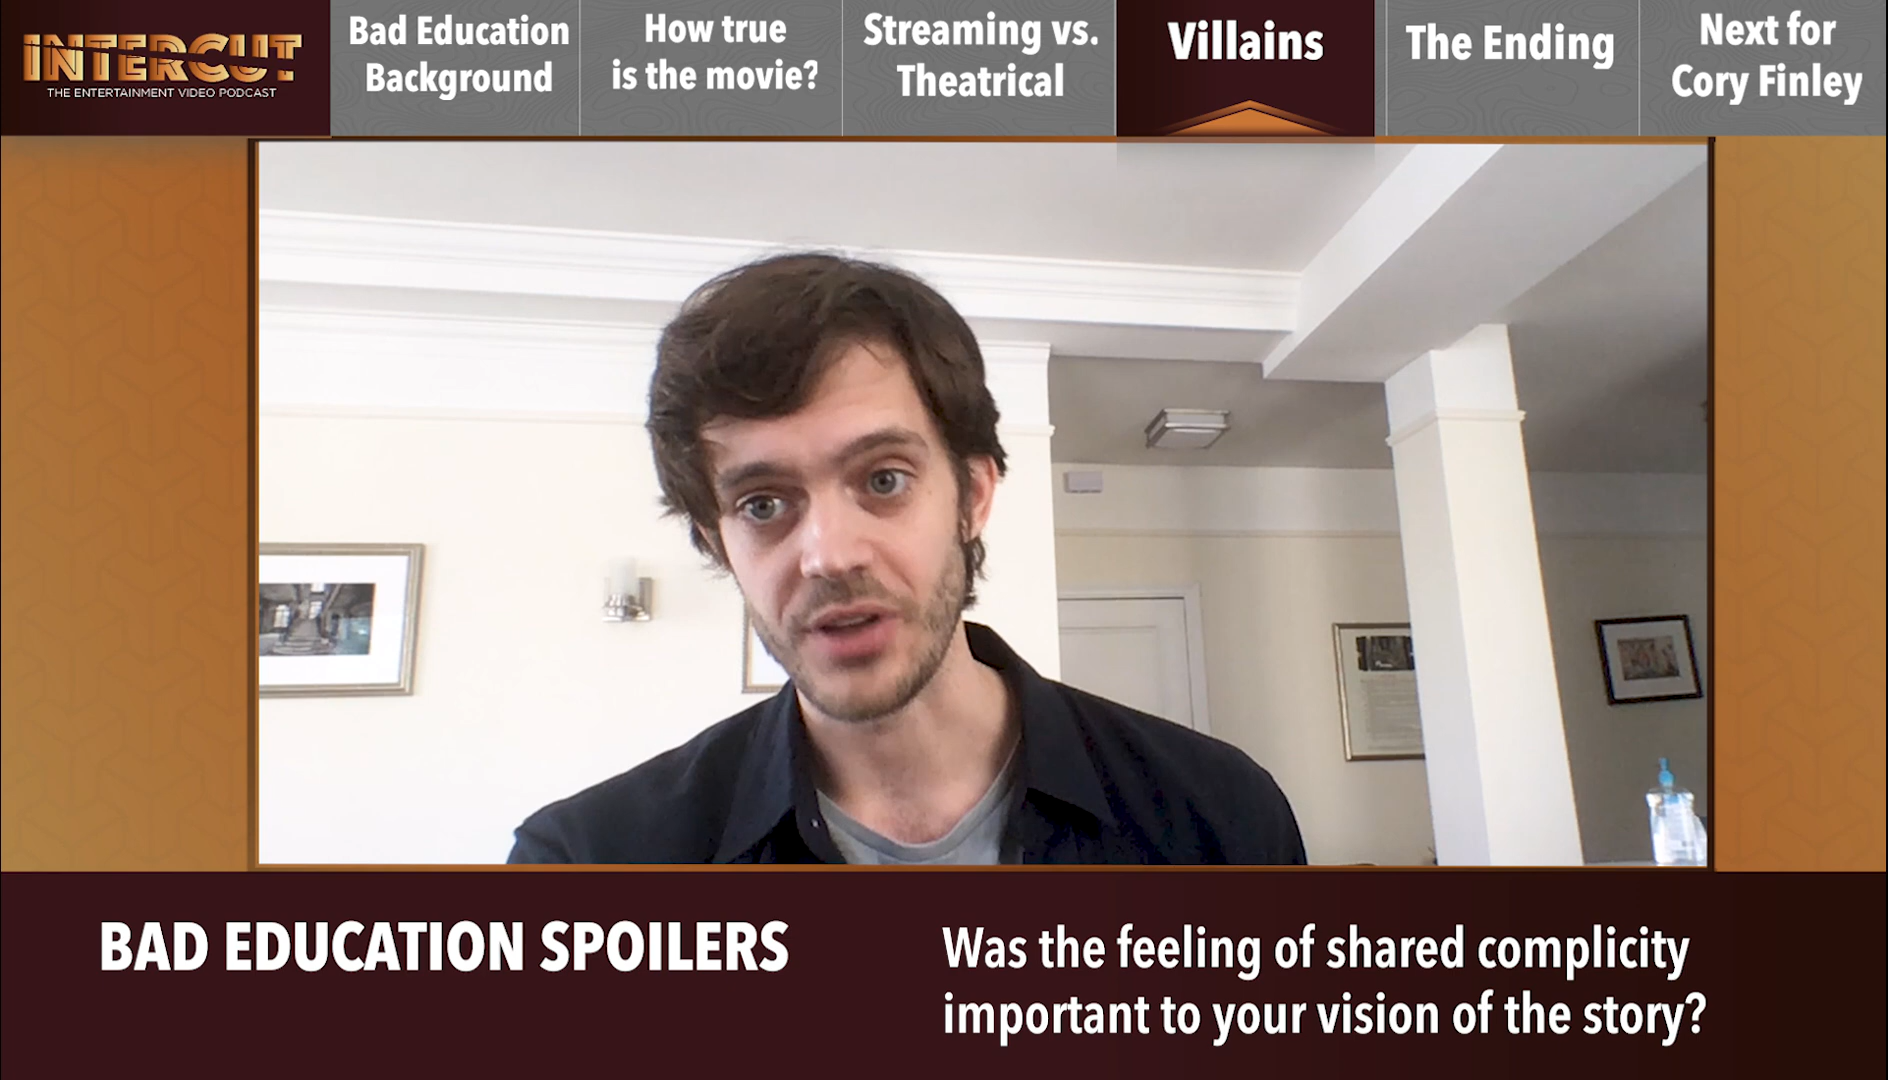 INTERCUT
THE ENTERTAINMENT VIDEO PODCAST
Bad Education
Background
How true
is the movie?
Streaming vs.
Theatrical
Villains
The Ending
Next for
Cory Finley
BAD EDUCATION SPOILERS
Was the feeling of shared complicity
important to your vision of the story?